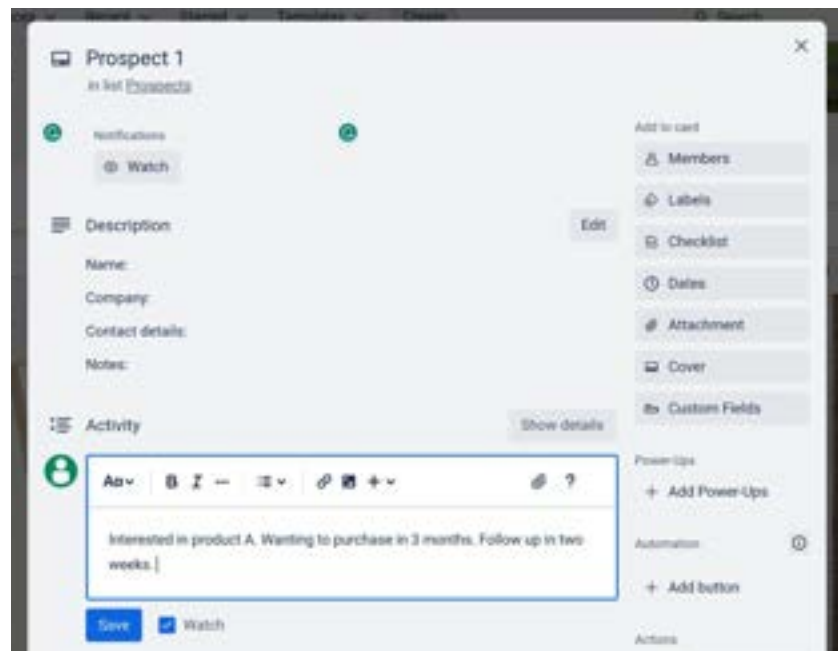 Recent Starred Templates Create Search
Prospect 1
in list Prospects
Notifications
Watch
Description
Edit
Name:
Company:
Contact details:
Notes:
Activity
Show details
Aa B I ?
Interested in product A. Wanting to purchase in 3 months. Follow up in two
weeks.
Save
Watch
Add to card
Members
Labels
Checklist
Dates
Attachment
Cover
Custom Fields
Power-Ups
+ Add Power-Ups
Automation
+ Add button
Actions